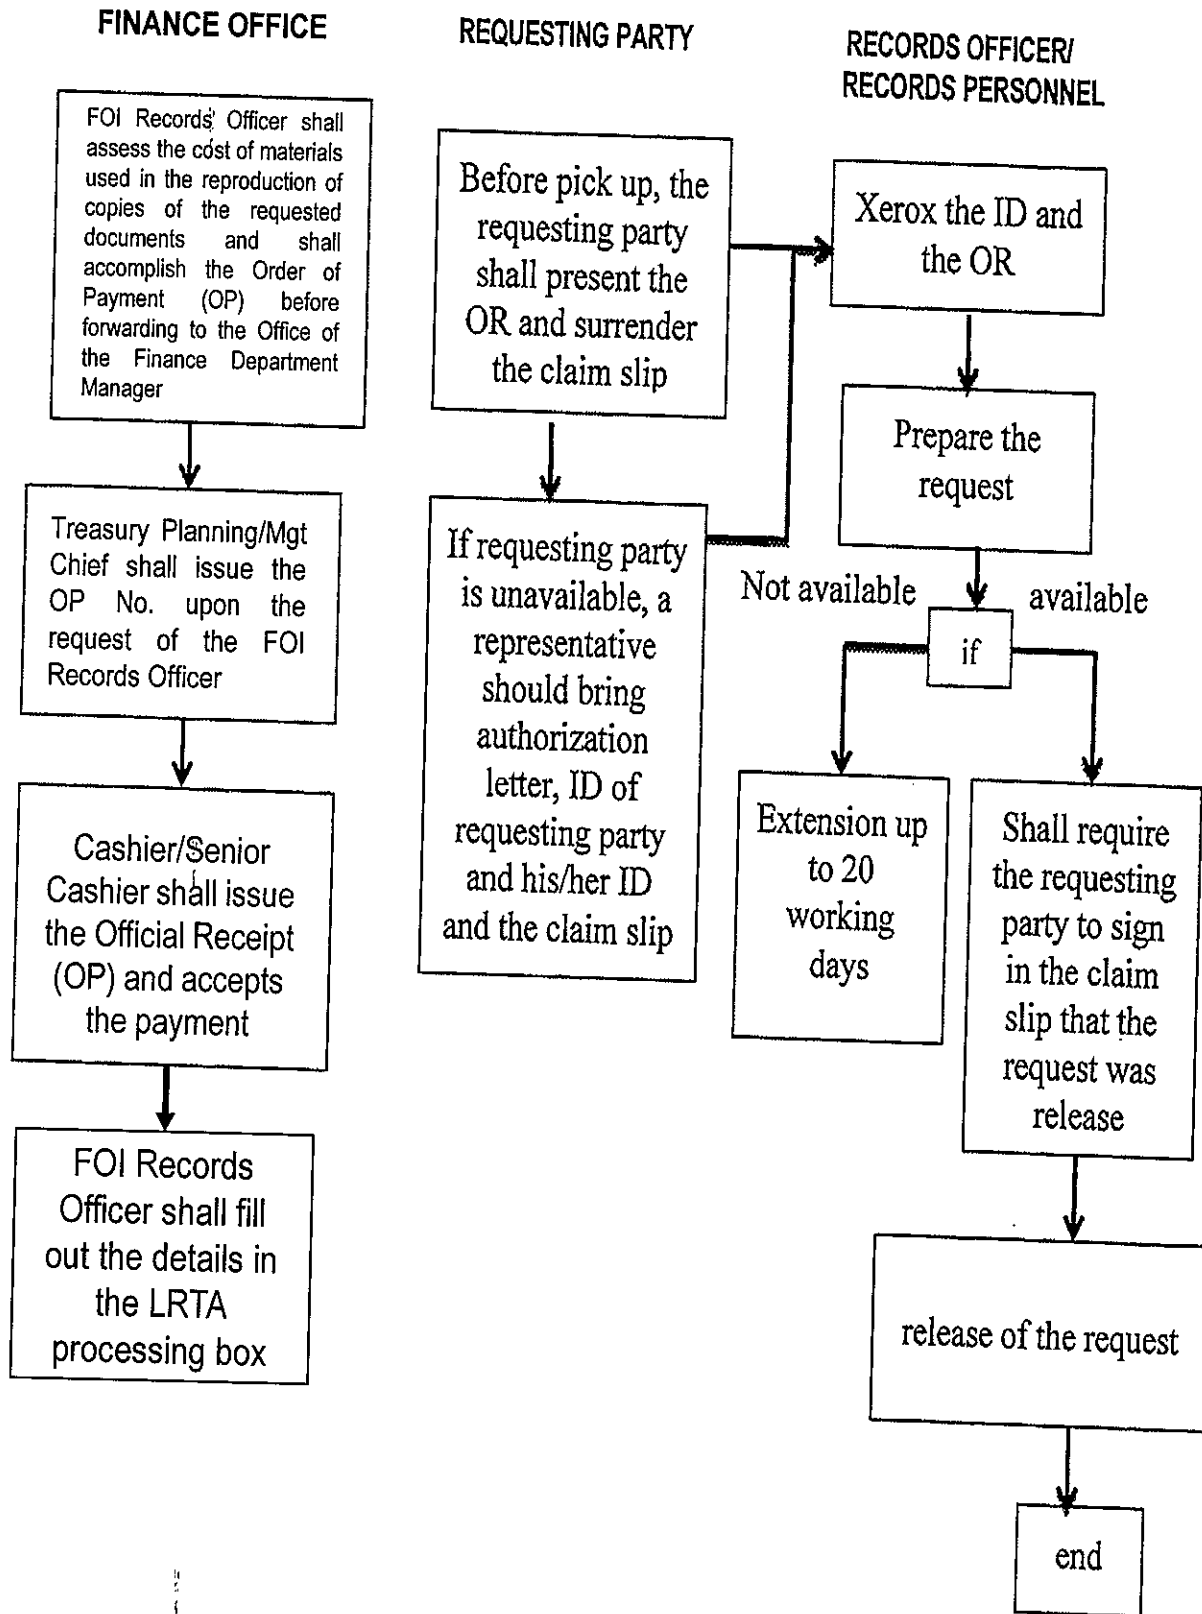 FINANCE OFFICE
FOI Records Officer shall
assess the cost of materials
used in the reproduction of
copies of the requested
documents and shall
accomplish the Order of
Payment (OP) before
forwarding to the Office of
the Finance Department
Manager
Treasury Planning/Mgt
Chief shall issue the
OP No. upon the
request of the FOI
Records Officer
Cashier/Senior
Cashier shall issue
the Official Receipt
(OP) and accepts
the payment
FOI Records
Officer shall fill
out the details in
the LRTA
processing box
REQUESTING PARTY
Before pick up, the
requesting party
shall present the
OR and surrender
the claim slip
If requesting party
is unavailable, a
representative
should bring
authorization
letter, ID of
requesting party
and his/her ID
and the claim slip
RECORDS OFFICER/
RECORDS PERSONNEL
Xerox the ID and
the OR
Prepare the
request
Not available
available
if
Extension up
to 20
working
days
Shall require
the requesting
party to sign
in the claim
slip that the
request was
release
release of the request
end